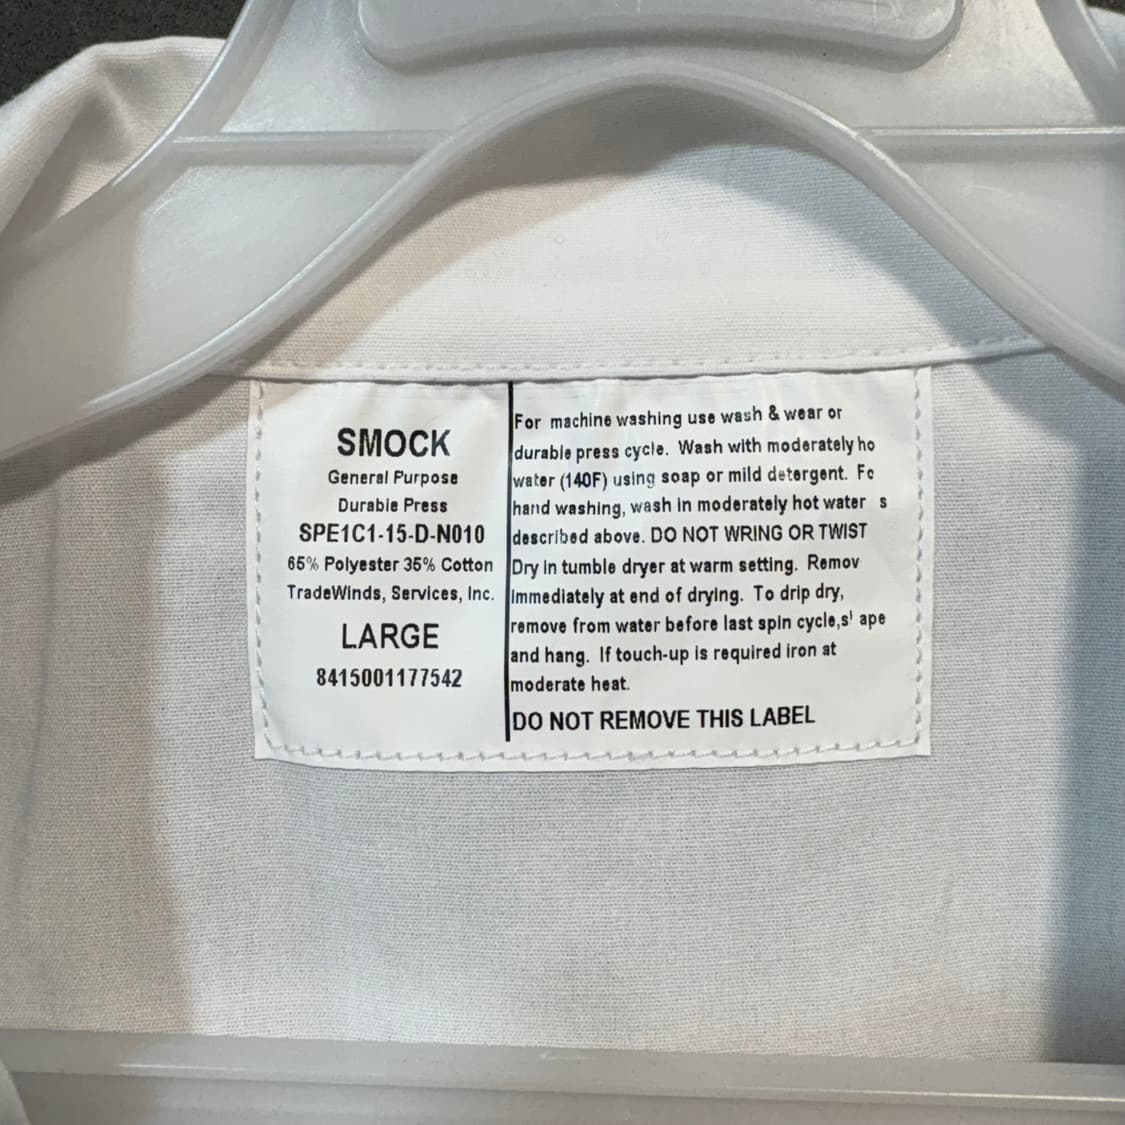 SMOCK
General Purpose
Durable Press
SPE1C1-15-D-N010
65% Polyester 35% Cotton
TradeWinds, Services, Inc.
LARGE
8415001177542
For machine washing use wash & wear or
durable press cycle. Wash with moderately ho
water (140F) using soap or mild detergent. Fo
hand washing, wash in moderately hot water s
described above. DO NOT WRING OR TWIST
Dry in tumble dryer at warm setting. Remov
immediately at end of drying. To drip dry,
remove from water before last spin cycle,s' ape
and hang. If touch-up is required iron at
moderate heat.
DO NOT REMOVE THIS LABEL